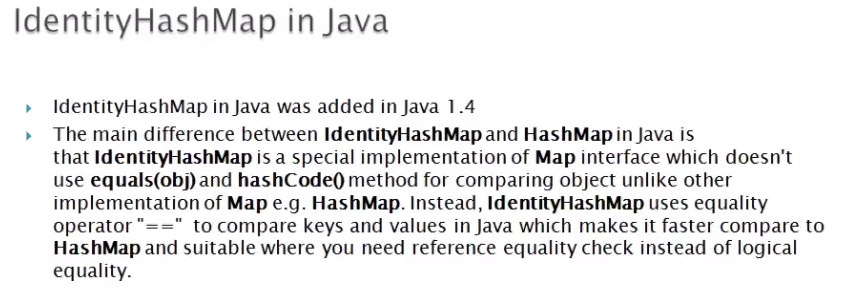 IdentityHashMap in Java
IdentityHashMap in Java was added in Java 1.4
The main difference between IdentityHashMap and HashMap in Java is
that IdentityHashMap is a special implementation of Map interface which doesn't
use equals(obj) and hashCode() method for comparing object unlike other
implementation of Map e.g. HashMap. Instead, IdentityHashMap uses equality
operator "==" to compare keys and values in Java which makes it faster compare to
HashMap and suitable where you need reference equality check instead of logical
equality.